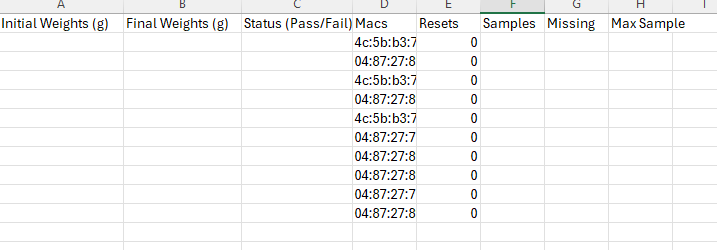 A B C D E F G H I
Initial Weights (g) Final Weights (g) Status (Pass/Fail) Macs Resets Samples Missing Max Sample
4c:5b:b3:7 0
04:87:27:8 0
4c:5b:b3:7 0
04:87:27:8 0
4c:5b:b3:7 0
04:87:27:7 0
04:87:27:8 0
04:87:27:8 0
04:87:27:7 0
04:87:27:8 0